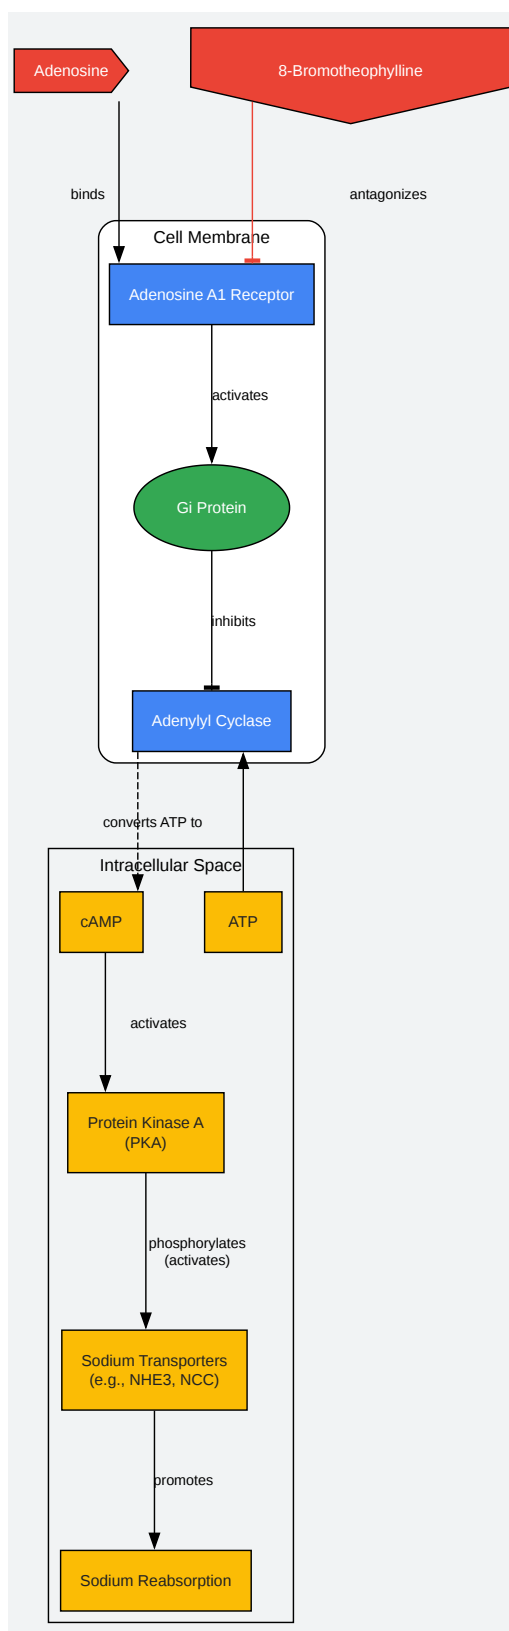 Adenosine
8-Bromotheophylline
binds
antagonizes
Cell Membrane
Adenosine A1 Receptor
activates
Gi Protein
inhibits
Adenylyl Cyclase
converts ATP to
Intracellular Space
cAMP
ATP
activates
Protein Kinase A
(PKA)
phosphorylates
(activates)
Sodium Transporters
(e.g., NHE3, NCC)
promotes
Sodium Reabsorption